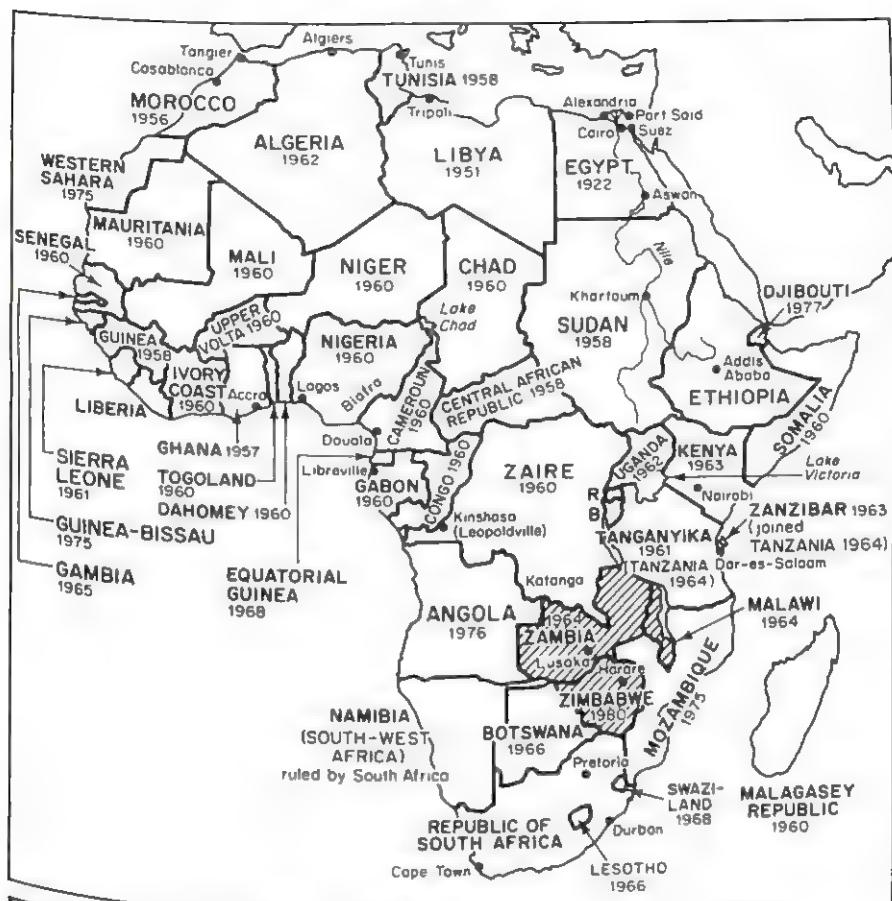 Tangier
Algiers
Casablanca
Tunis
TUNISIA 1958
MOROCCO
1956
Tripoli
Alexandria
Port Said
Cairo
Suez
ALGERIA
1962
LIBYA
1951
EGYPT
1922
WESTERN
SAHARA
1975
Aswan
MAURITANIA
1960
SENEGAL
1960
MALI
1960
NIGER
1960
CHAD
1960
Nile
Lake
Chad
Khartoum
SUDAN
1958
DJIBOUTI
1977
UPPER
VOLTA 1960
GUINEA
1958
NIGERIA
1960
IVORY
COAST
1960
Accra
Lagos
Biafra
CAMEROUN
1960
CENTRAL AFRICAN
REPUBLIC 1958
Addis
Ababa
ETHIOPIA
SOMALIA
1960
LIBERIA
Douala
GHANA 1957
Libreville
SIERRA
LEONE
1961
TOGOLAND
1960
DAHOMEY 1960
GABON
1960
CONGO 1960
ZAIRE
1960
UGANDA
1962
KENYA
1963
Lake
Victoria
Nairobi
R
B
GUINEA-BISSAU
1975
Kinshasa
(Leopoldville)
TANGANYIKA
1961
(TANZANIA
1964)
ZANZIBAR 1963
(joined
TANZANIA 1964)
Dar-es-Salaam
GAMBIA
1965
EQUATORIAL
GUINEA
1968
Katanga
ANGOLA
1976
1964
ZAMBIA
Lusaka
MALAWI
1964
Harare
ZIMBABWE
1980
MOZAMBIQUE
1975
NAMIBIA
(SOUTH-WEST
AFRICA)
ruled by South Africa
BOTSWANA
1966
Pretoria
SWAZI-
LAND
1968
MALAGASEY
REPUBLIC
1960
REPUBLIC OF
SOUTH AFRICA
Durban
Cape Town
LESOTHO
1966